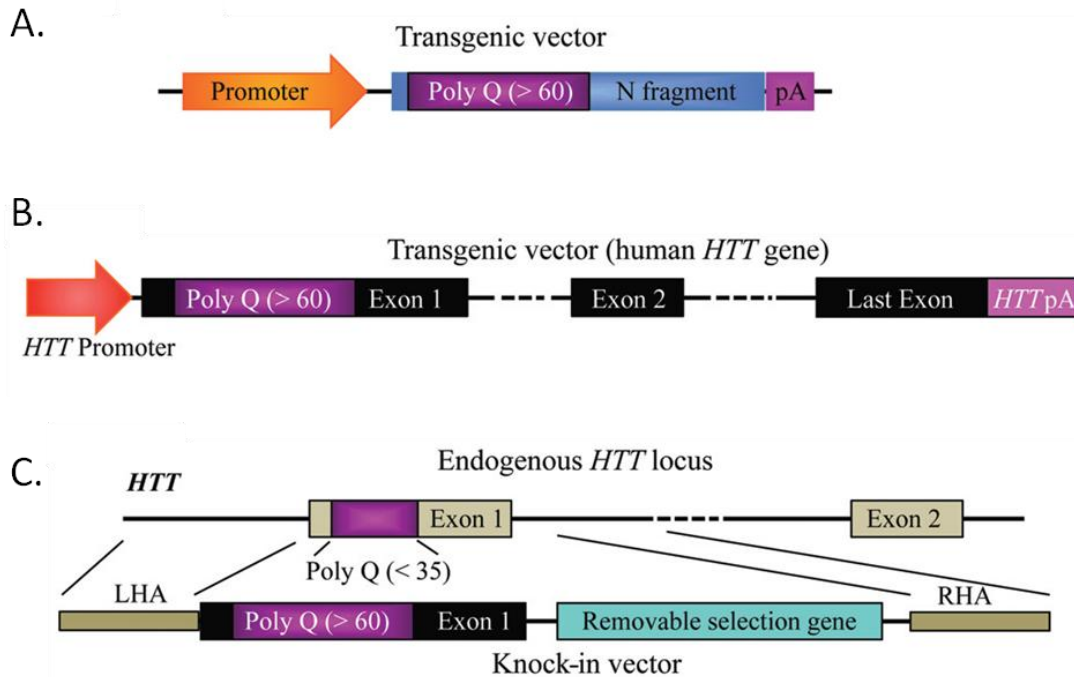 A.
Transgenic vector
Promoter Poly Q (> 60) N fragment pA
B.
Transgenic vector (human HTT gene)
Poly Q (> 60) Exon 1 Exon 2 Last Exon HTT pA
HTT Promoter
C.
Endogenous HTT locus
HTT
Exon 1 Exon 2
Poly Q (< 35)
LHA RHA
Poly Q (> 60) Exon 1 Removable selection gene
Knock-in vector